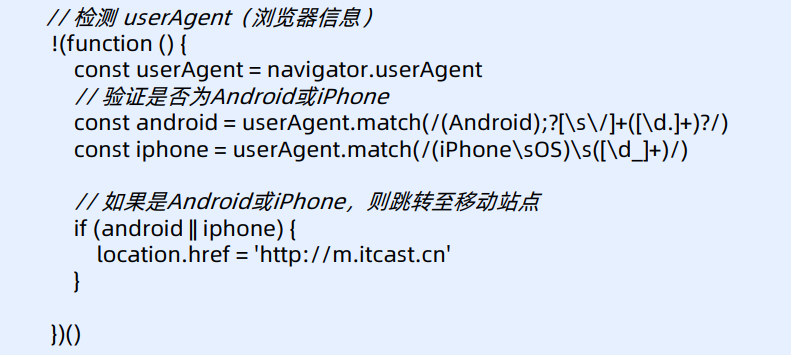 // 检测 userAgent（浏览器信息）
!(function () {
const userAgent = navigator.userAgent
// 验证是否为Android或iPhone
const android = userAgent.match(/(Android);?[\s\/]+([\d.]+)?/)
const iphone = userAgent.match(/(iPhone\sOS)\s([\d_]+)/)
// 如果是Android或iPhone，则跳转至移动站点
if (android || iphone) {
location.href = 'http://m.itcast.cn'
}
})()